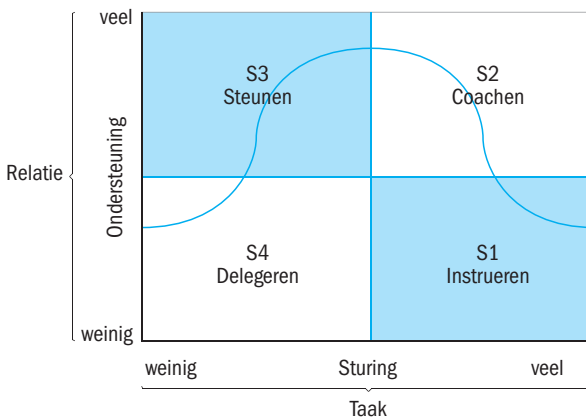 veel
S3
Steunen
S2
Coachen
Relatie
Ondersteuning
S4
Delegeren
S1
Instrueren
weinig
weinig
Sturing
veel
Taak